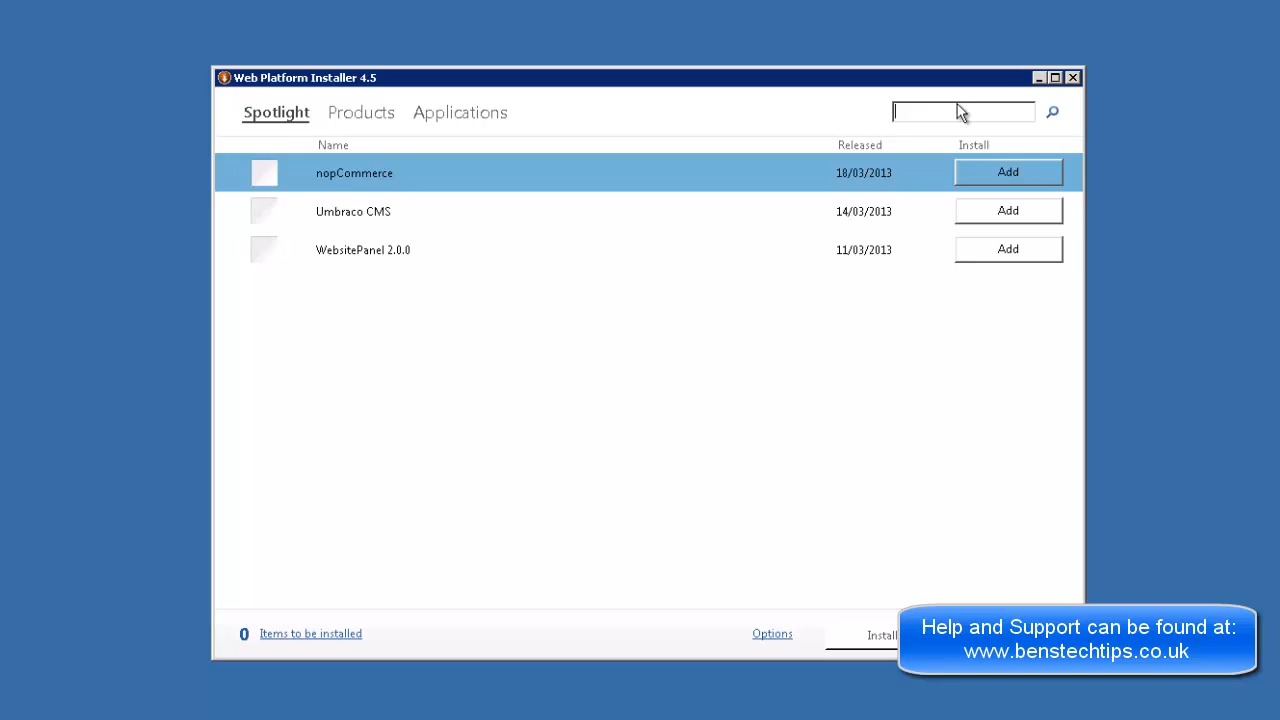 Web Platform Installer 4.5
Spotlight Products Applications
Name Released Install
nopCommerce 18/03/2013 Add
Umbraco CMS 14/03/2013 Add
WebsitePanel 2.0.0 11/03/2013 Add
0 Items to be installed Options Install
Help and Support can be found at:
www.benstechtips.co.uk